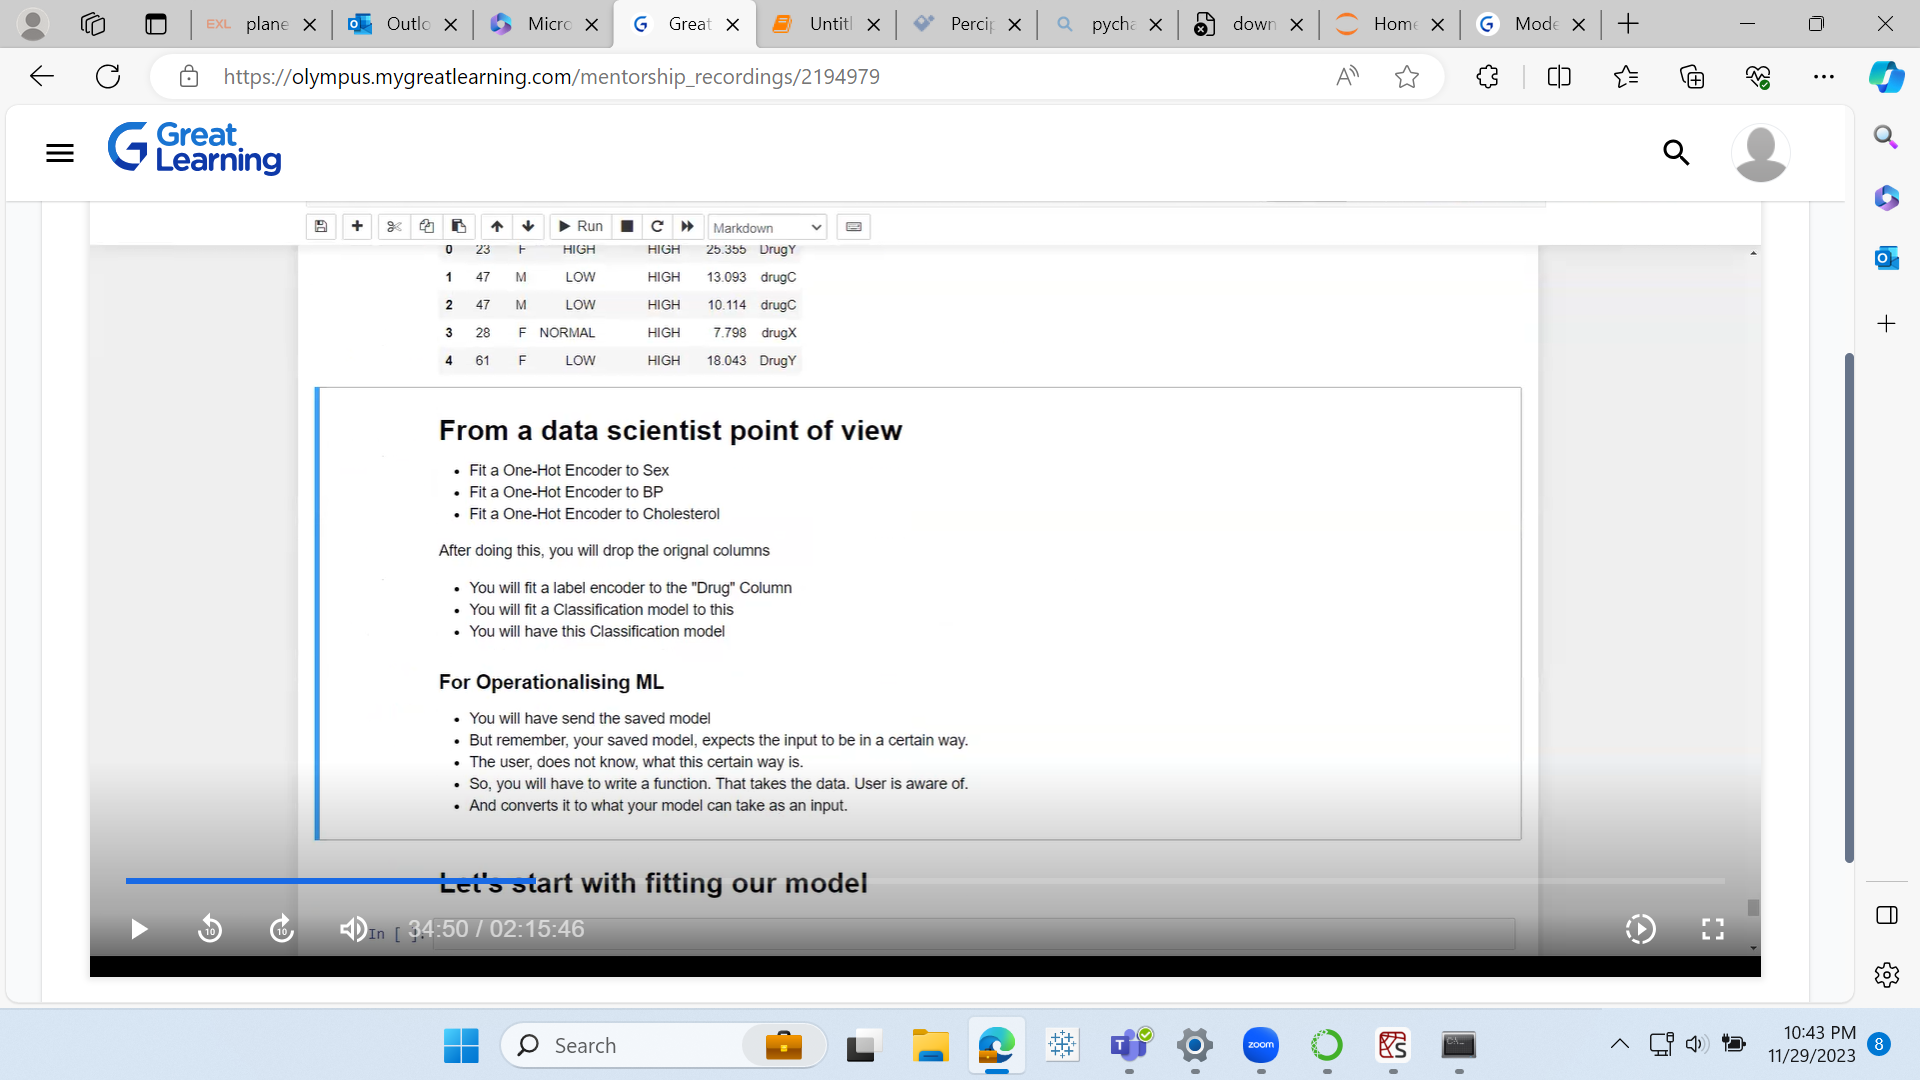 plane
Outlo
Micro
Great
Untitl
Percip
pycha
down
Home
Mode
https://olympus.mygreatlearning.com/mentorship_recordings/2194979
Great
Learning
Run
Markdown
0 23 F HIGH HIGH 25.355 DrugY
1 47 M LOW HIGH 13.093 drugC
2 47 M LOW HIGH 10.114 drugC
3 28 F NORMAL HIGH 7.798 drugX
4 61 F LOW HIGH 18.043 DrugY
From a data scientist point of view
• Fit a One-Hot Encoder to Sex
• Fit a One-Hot Encoder to BP
• Fit a One-Hot Encoder to Cholesterol
After doing this, you will drop the orignal columns
• You will fit a label encoder to the "Drug" Column
• You will fit a Classification model to this
• You will have this Classification model
For Operationalising ML
• You will have send the saved model
• But remember, your saved model, expects the input to be in a certain way.
• The user, does not know, what this certain way is.
• So, you will have to write a function. That takes the data. User is aware of.
• And converts it to what your model can take as an input.
Let's start with fitting our model
In [ ]:
34:50 / 02:15:46
Search
zoom
10:43 PM
11/29/2023
8